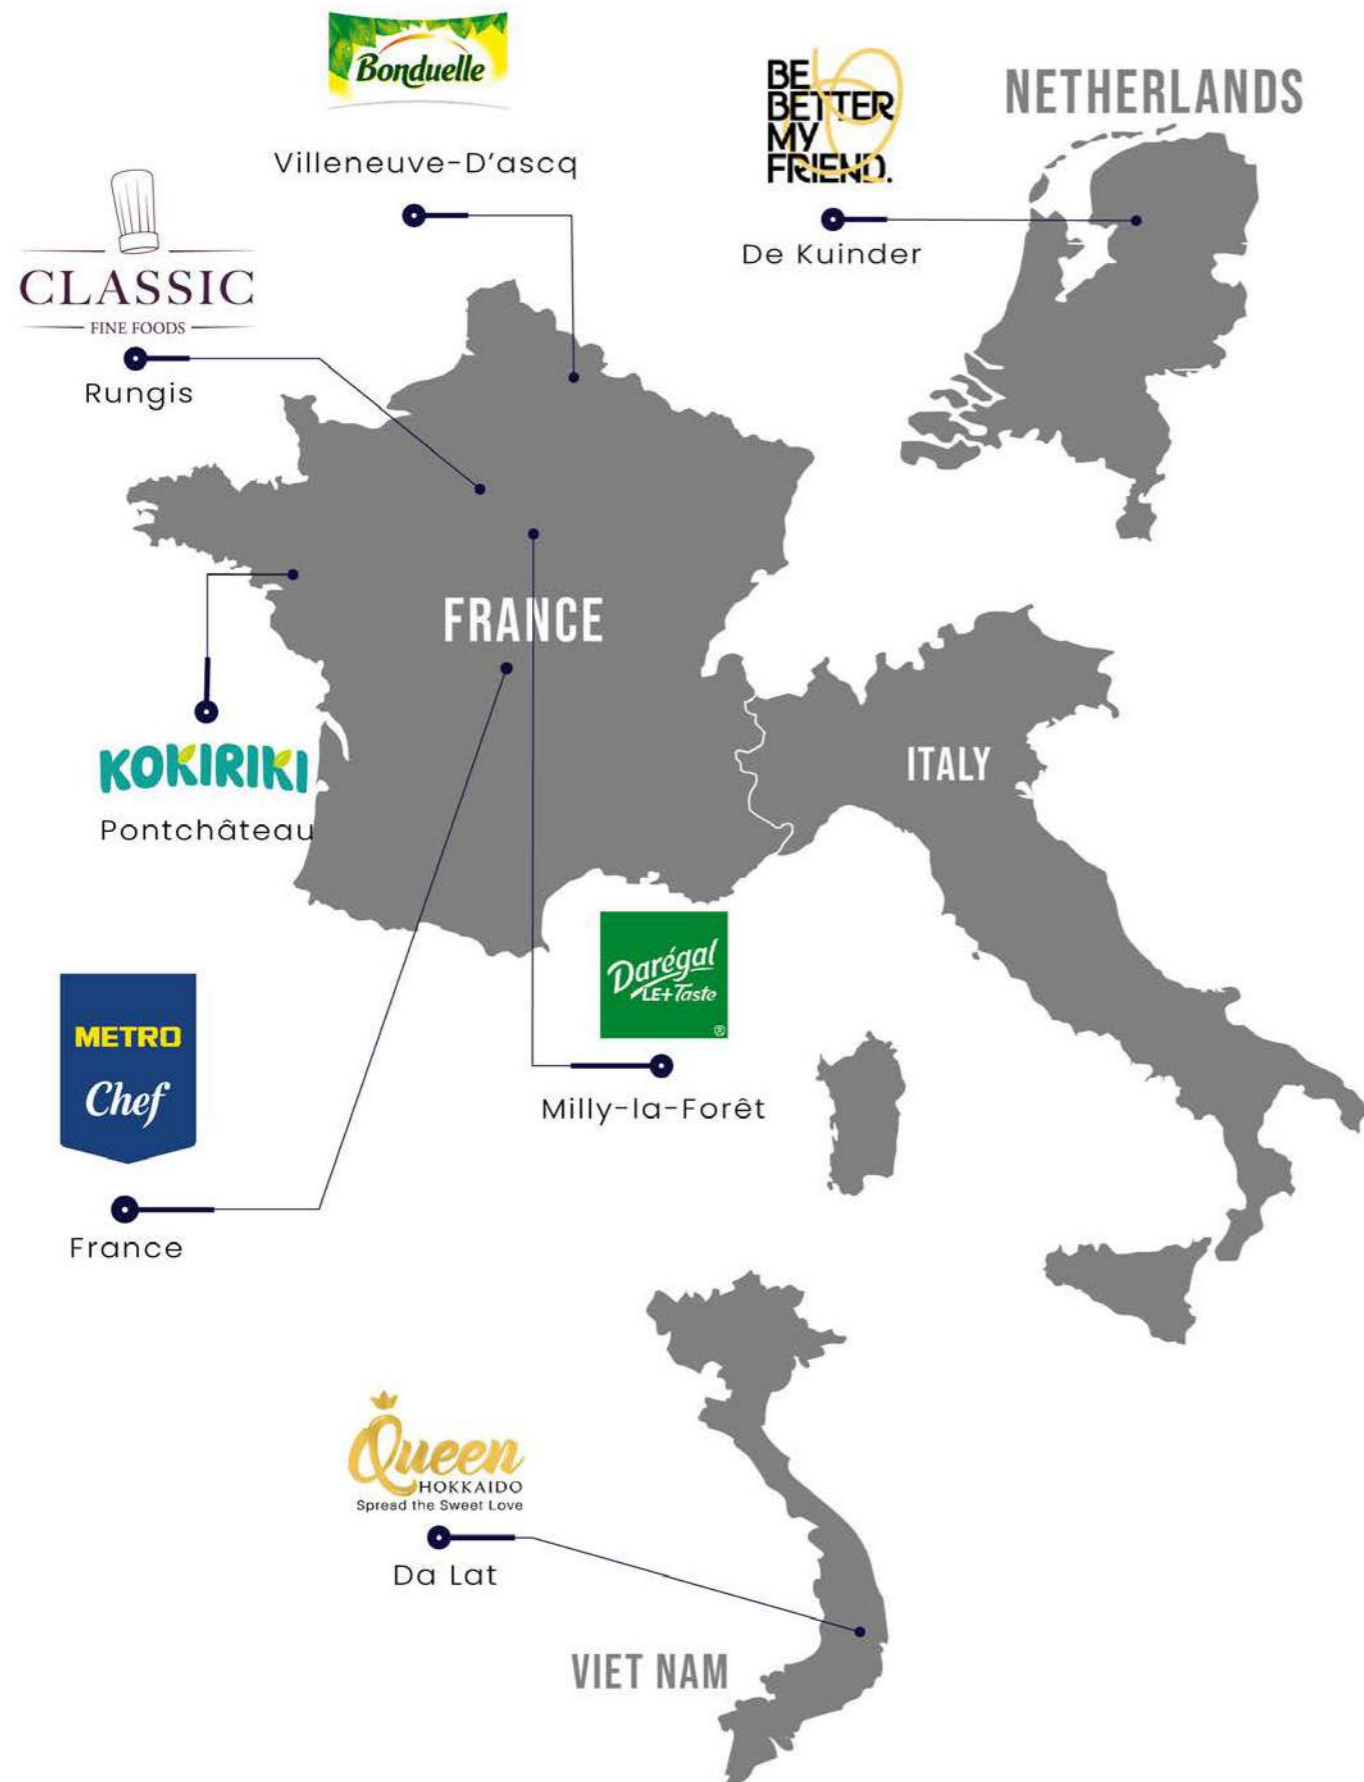 Bonduelle
Villeneuve-D'ascq
BE
BETTER
MY
FRIEND.
De Kuinder
NETHERLANDS
CLASSIC
FINE FOODS
Rungis
FRANCE
KOKIRIKI
Pontchâteau
ITALY
Darégal
LE+Taste
®
Milly-la-Forêt
METRO
Chef
France
Queen
HOKKAIDO
Spread the Sweet Love
Da Lat
VIET NAM